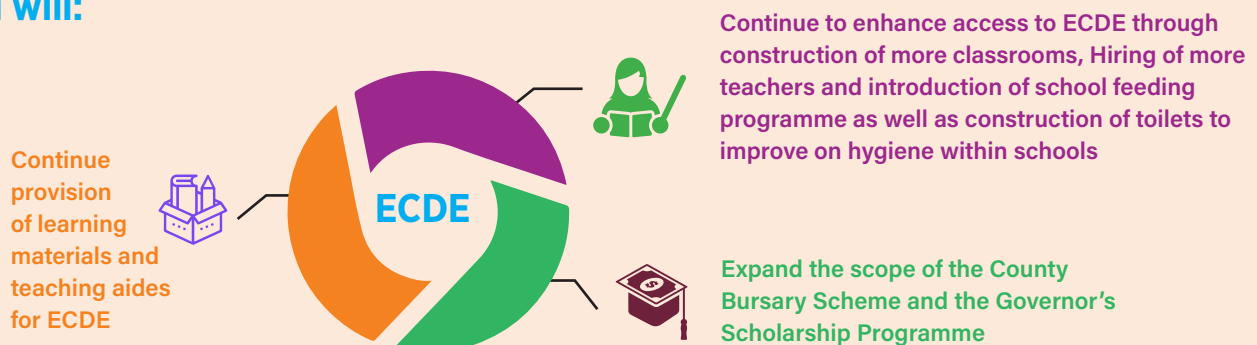 will:
Continue to enhance access to ECDE through
construction of more classrooms, Hiring of more
teachers and introduction of school feeding
programme as well as construction of toilets to
improve on hygiene within schools
Continue
provision
of learning
materials and
teaching aides
for ECDE
ECDE
Expand the scope of the County
Bursary Scheme and the Governor’s
Scholarship Programme